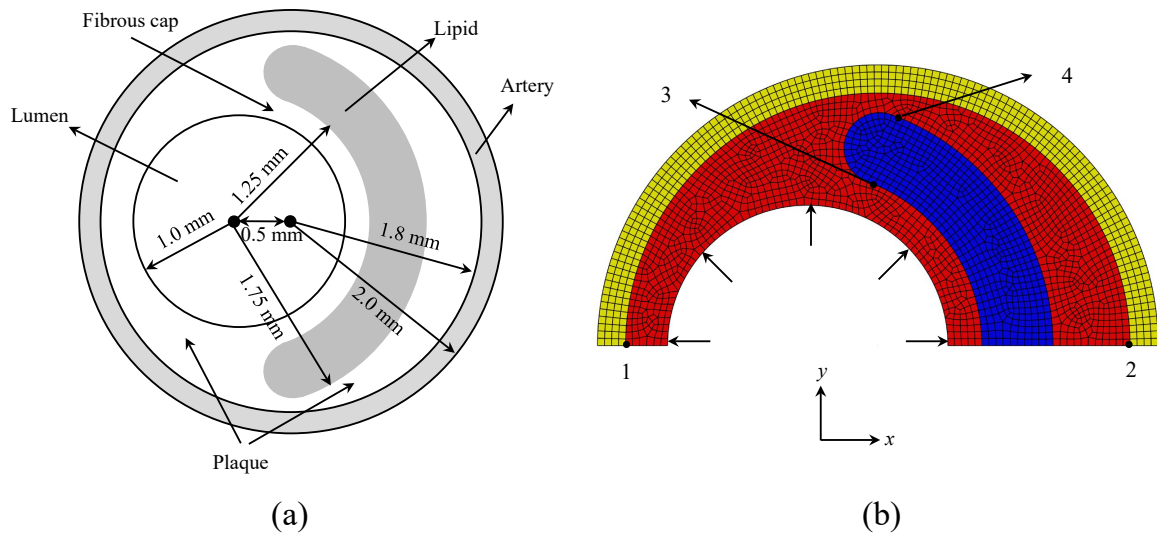 Fibrous cap
Lipid
Artery
Lumen
1.25 mm
0.5 mm
1.0 mm
1.8 mm
1.75 mm
2.0 mm
Plaque
(a)
3
4
1
2
y
x
(b)